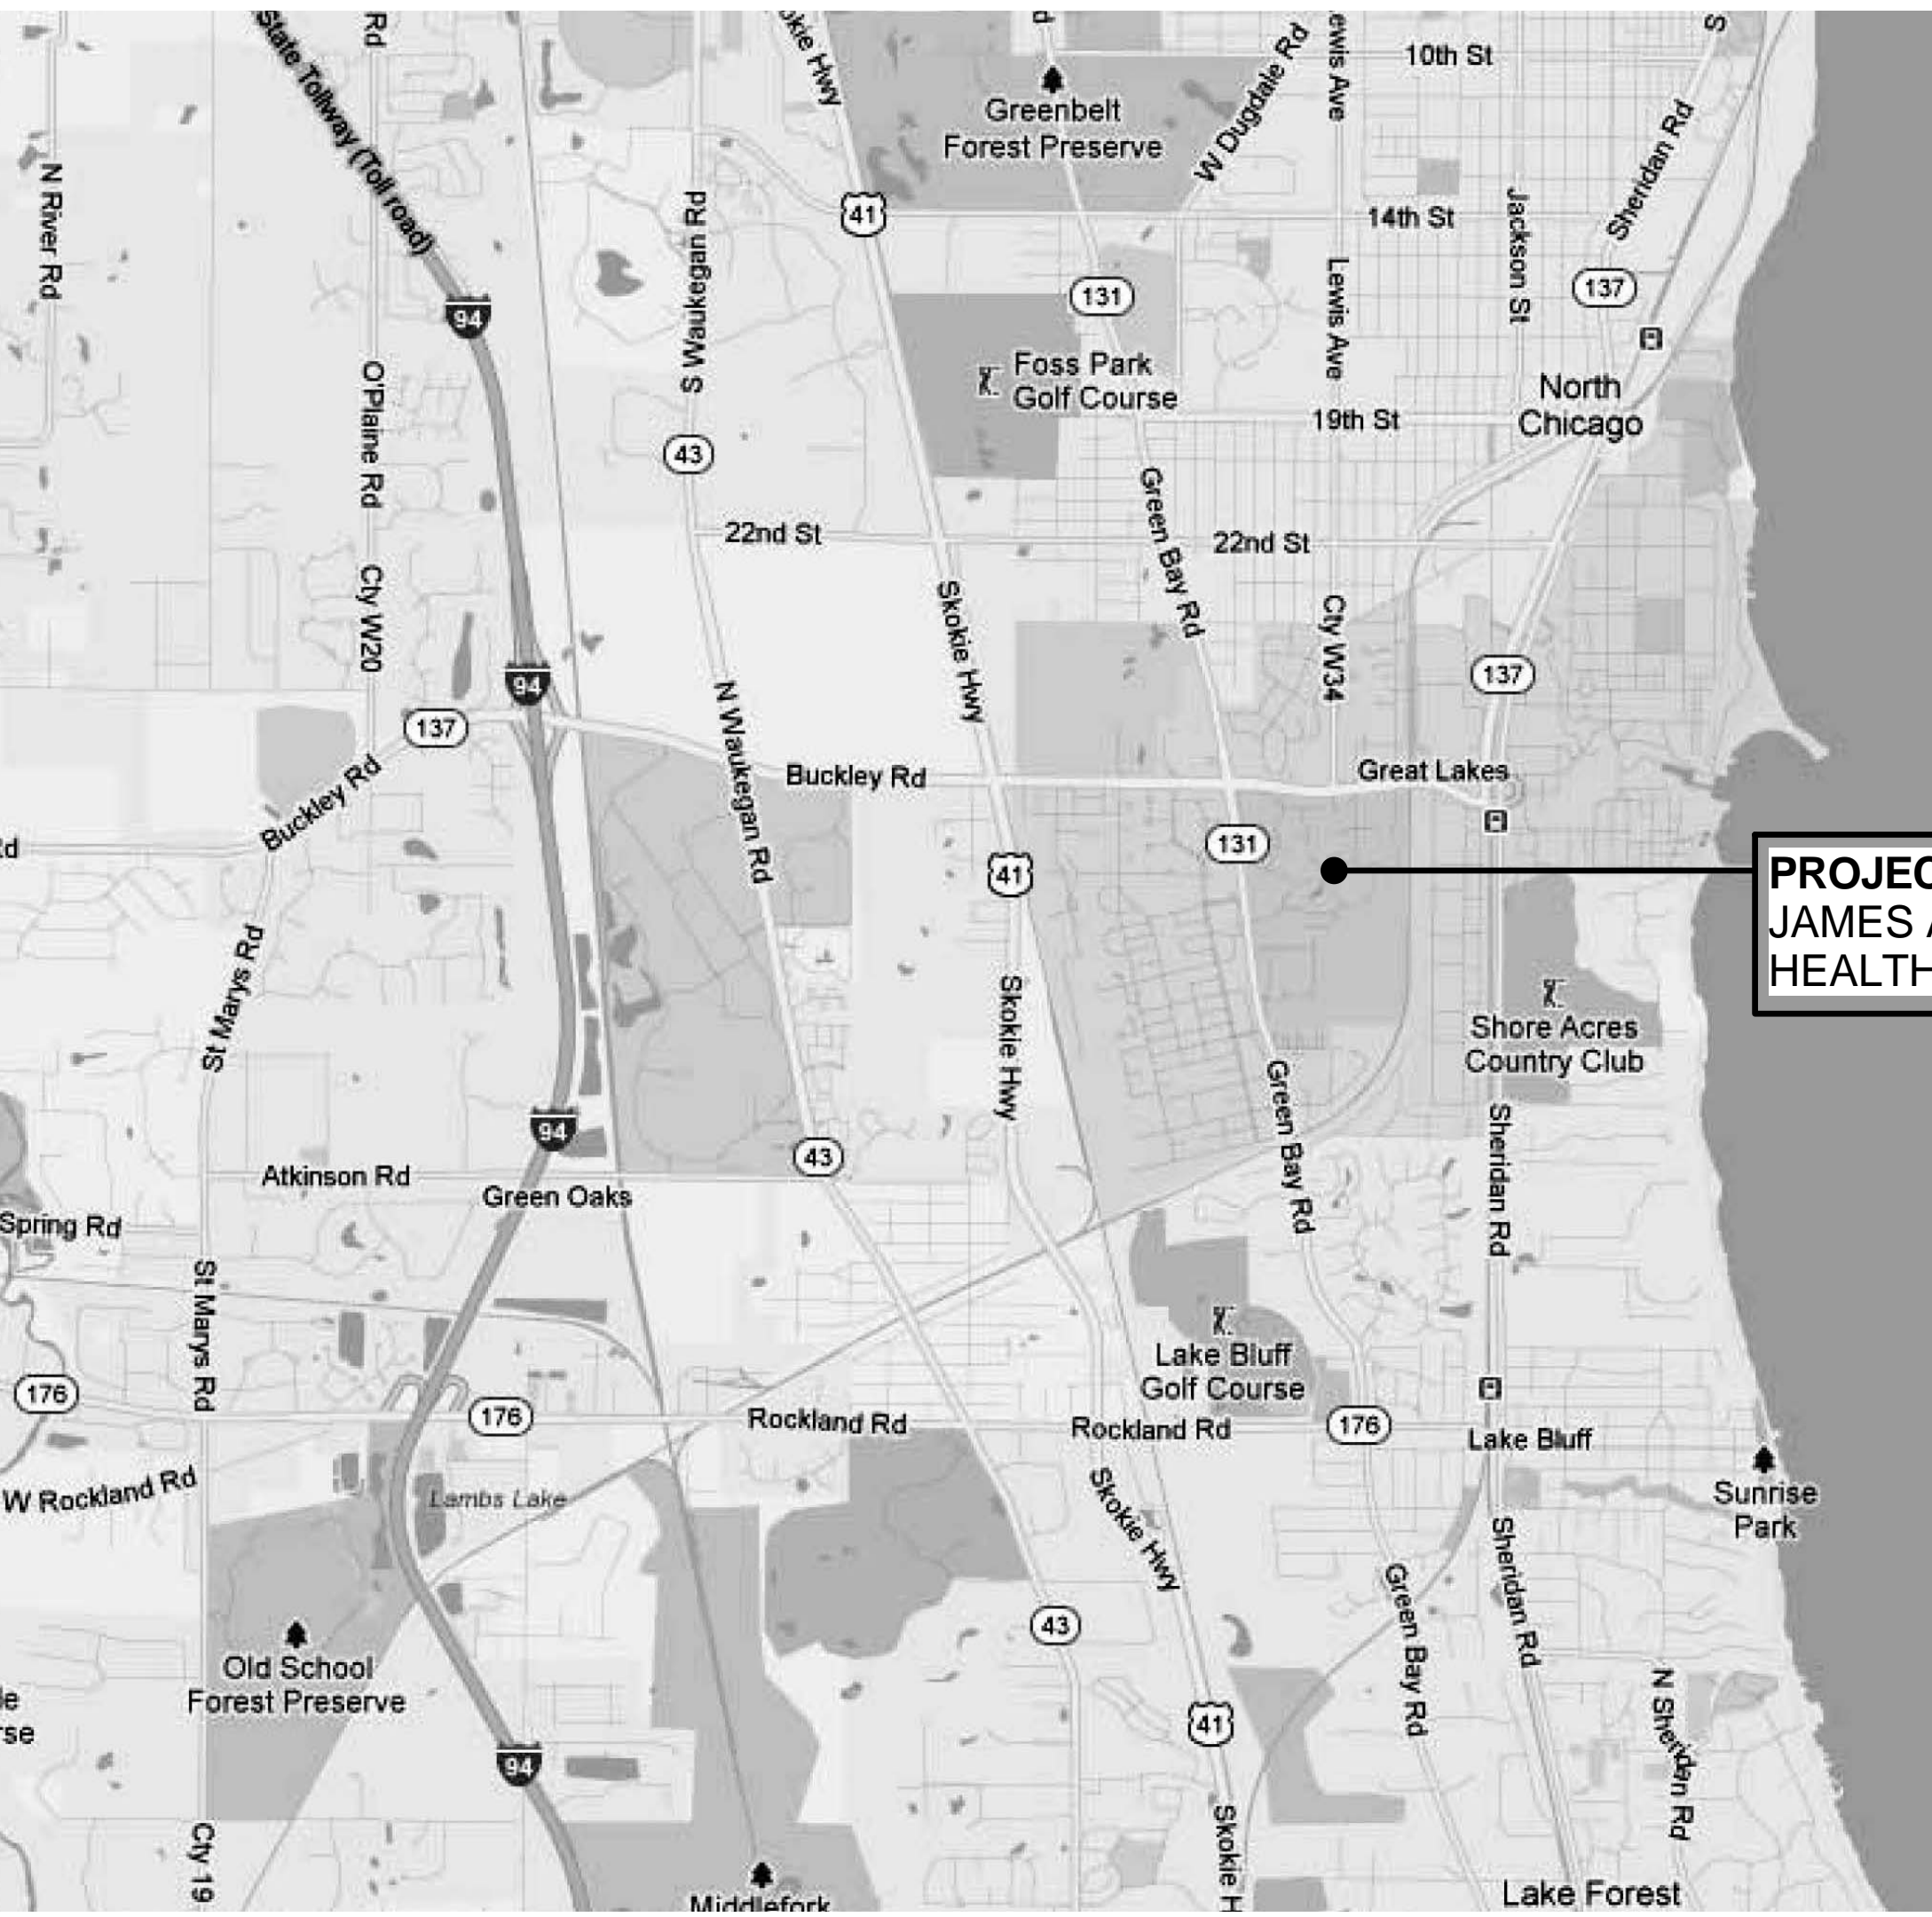 State Tollway (Toll road)
Rd
kie Hwy
d
10th St
Greenbelt
Forest Preserve
W Dugdale Rd
ewis Ave
S
Sheridan Rd
N River Rd
S Waukegan Rd
41
14th St
Jackson St
137
94
131
Lewis Ave
O'Plaine Rd
Foss Park
Golf Course
North
Chicago
19th St
43
22nd St
22nd St
Green Bay Rd
Cty W20
Skokie Hwy
Cty W34
94
137
137
N Waukegan Rd
Buckley Rd
Buckley Rd
Great Lakes
d
131
41
PROJEC
JAMES A
HEALTH
St Marys Rd
Skokie Hwy
Shore Acres
Country Club
Green Bay Rd
94
43
Sheridan Rd
Atkinson Rd
Green Oaks
Spring Rd
St Marys Rd
Lake Bluff
Golf Course
176
176
Rockland Rd
Rockland Rd
176
Lake Bluff
W Rockland Rd
Lambs Lake
Skokie Hwy
Sunrise
Park
Sheridan Rd
Green Bay Rd
43
Old School
Forest Preserve
le
rse
N Sheridan Rd
41
94
Skokie H
Cty 19
Middlefork
Lake Forest